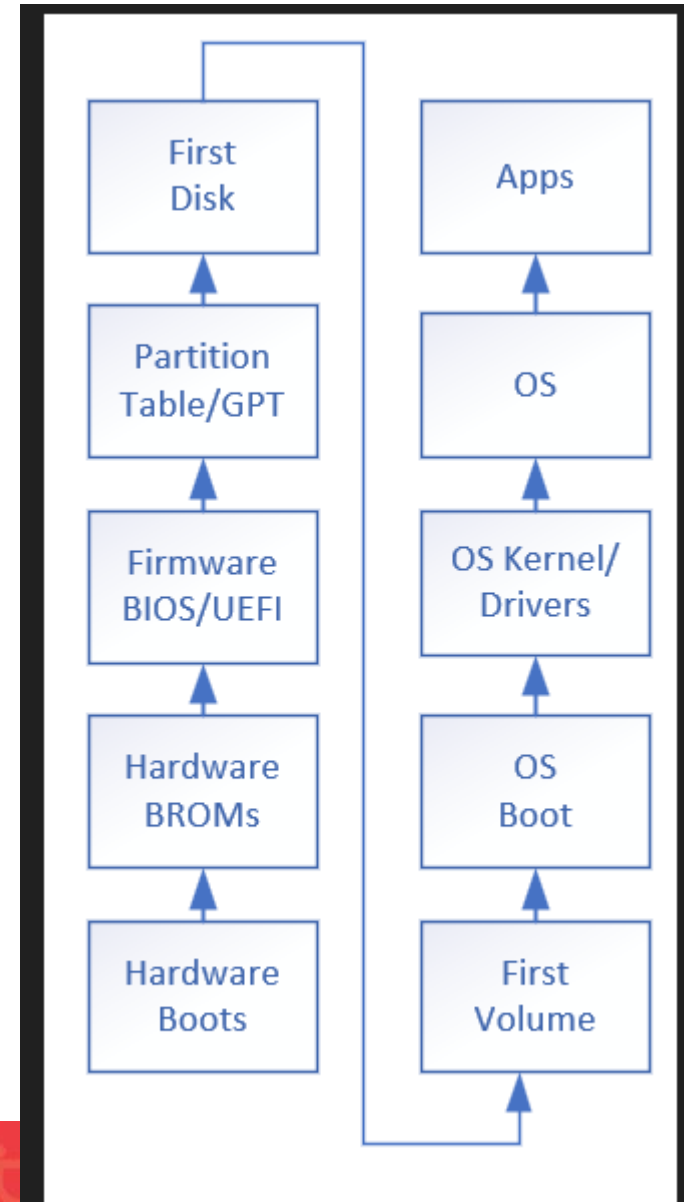 First
Disk
Partition
Table/GPT
Firmware
BIOS/UEFI
Hardware
BROMs
Hardware
Boots
Apps
OS
OS Kernel/
Drivers
OS
Boot
First
Volume